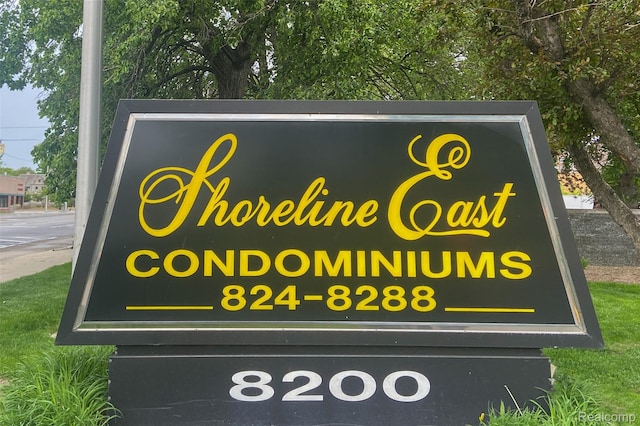 Shoreline East
CONDOMINIUMS
824-8288
8200
Realcomp